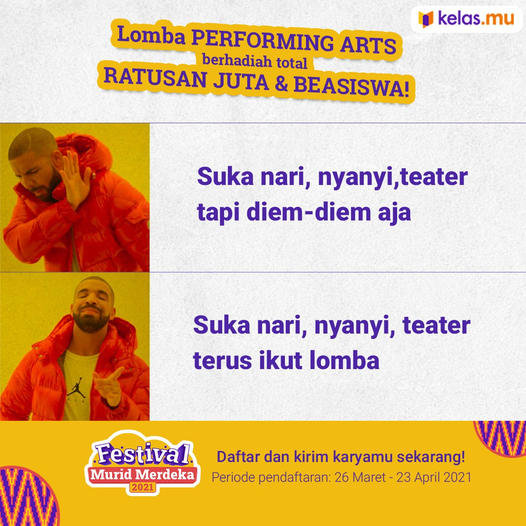 kelas.mu
Lomba PERFORMING ARTS
berhadiah total
RATUSAN JUTA & BEASISWA!
Suka nari, nyanyi,teater
tapi diem-diem aja
Suka nari, nyanyi, teater
terus ikut lomba
Festival
Murid Merdeka
2021
Daftar dan kirim karyamu sekarang!
Periode pendaftaran: 26 Maret - 23 April 2021